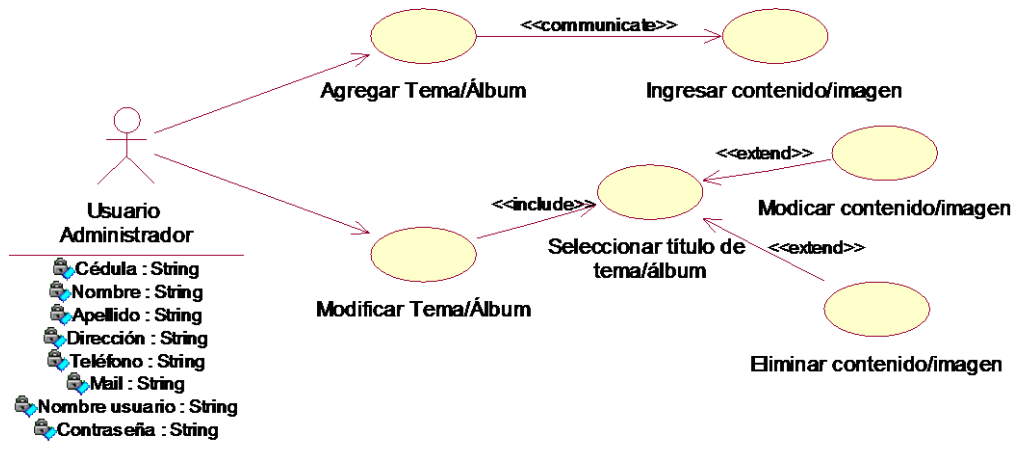 <<communicate>>
Agregar Tema/Álbum
Ingresar contenido/imagen
<<extend>>
<<include>>
Usuario
Administrador
Modicar contenido/imagen
Seleccionar título de
tema/álbum
<<extend>>
Cédula : String
Nombre : String
Apellido : String
Dirección : String
Teléfono : String
Mail : String
Nombre usuario : String
Contraseña : String
Modificar Tema/Álbum
Eliminar contenido/imagen